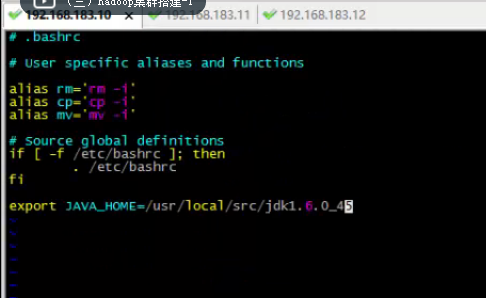 (三) hadoop集群搭建-1
192.168.183.10 × 192.168.183.11 192.168.183.12
# .bashrc
# User specific aliases and functions
alias rm='rm -i'
alias cp='cp -i'
alias mv='mv -i'
# Source global definitions
if [ -f /etc/bashrc ]; then
. /etc/bashrc
fi
export JAVA_HOME=/usr/local/src/jdk1.6.0_45
~
~
~
~
~